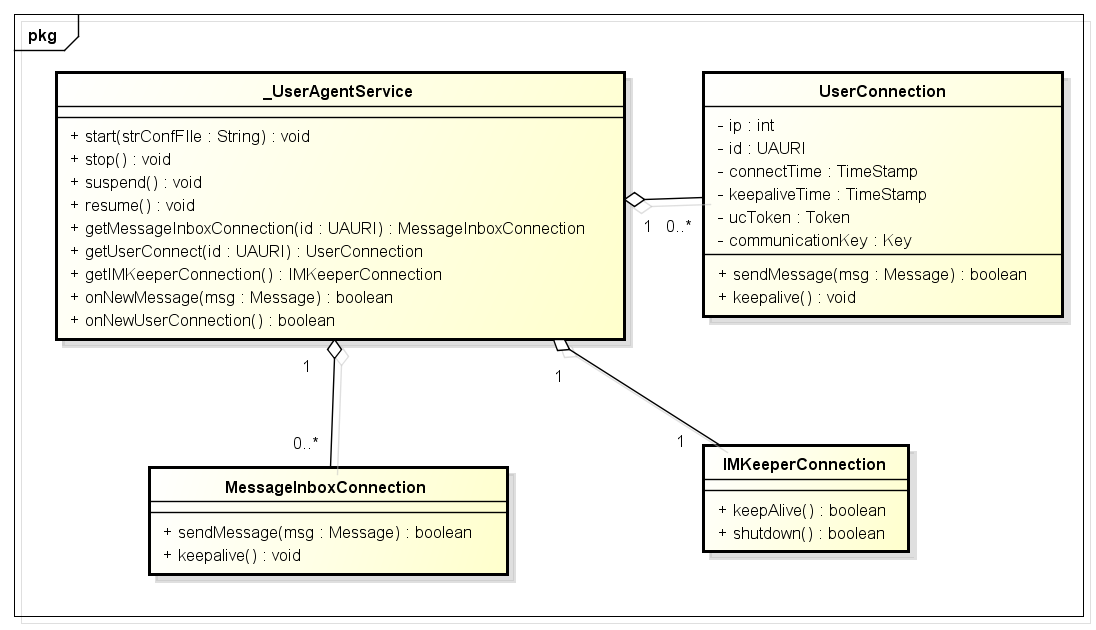 pkg
_UserAgentService
+ start(strConfFIle : String) : void
+ stop() : void
+ suspend() : void
+ resume() : void
+ getMessageInboxConnection(id : UAURI) : MessageInboxConnection
+ getUserConnect(id : UAURI) : UserConnection
+ getIMKeeperConnection() : IMKeeperConnection
+ onNewMessage(msg : Message) : boolean
+ onNewUserConnection() : boolean
UserConnection
- ip : int
- id : UAURI
- connectTime : TimeStamp
- keepaliveTime : TimeStamp
- ucToken : Token
- communicationKey : Key
+ sendMessage(msg : Message) : boolean
+ keepalive() : void
1 0..*
1
0..*
1
1
MessageInboxConnection
+ sendMessage(msg : Message) : boolean
+ keepalive() : void
IMKeeperConnection
+ keepAlive() : boolean
+ shutdown() : boolean